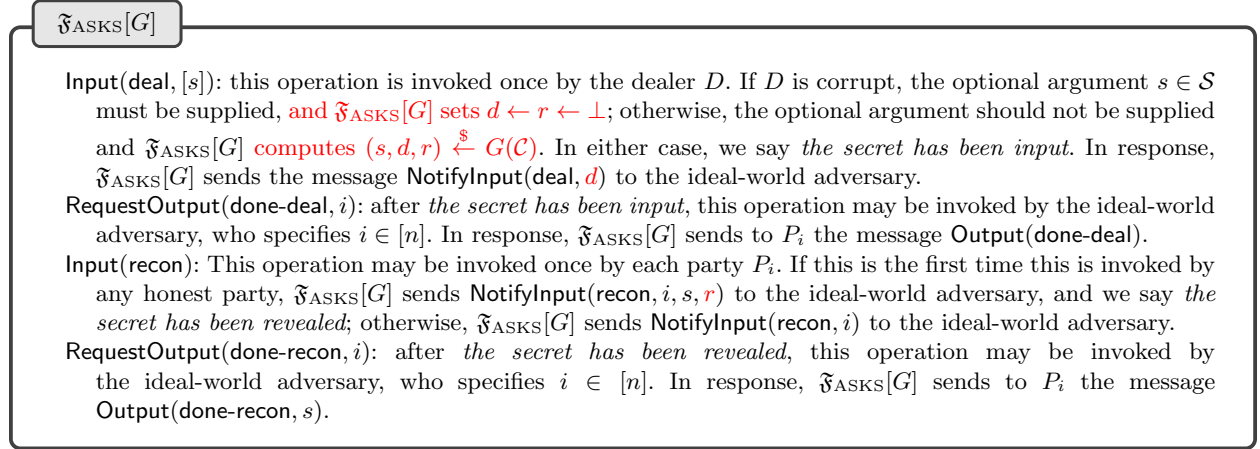 𝔉ASKS[G]
Input(deal, [s]): this operation is invoked once by the dealer D. If D is corrupt, the optional argument s ∈ 𝒮
must be supplied, and 𝔉ASKS[G] sets d ← r ← ⊥; otherwise, the optional argument should not be supplied
and 𝔉ASKS[G] computes (s, d, r) ←$ G(𝒞). In either case, we say the secret has been input. In response,
𝔉ASKS[G] sends the message NotifyInput(deal, d) to the ideal-world adversary.
RequestOutput(done-deal, i): after the secret has been input, this operation may be invoked by the ideal-world
adversary, who specifies i ∈ [n]. In response, 𝔉ASKS[G] sends to Pi the message Output(done-deal).
Input(recon): This operation may be invoked once by each party Pi. If this is the first time this is invoked by
any honest party, 𝔉ASKS[G] sends NotifyInput(recon, i, s, r) to the ideal-world adversary, and we say the
secret has been revealed; otherwise, 𝔉ASKS[G] sends NotifyInput(recon, i) to the ideal-world adversary.
RequestOutput(done-recon, i): after the secret has been revealed, this operation may be invoked by
the ideal-world adversary, who specifies i ∈ [n]. In response, 𝔉ASKS[G] sends to Pi the message
Output(done-recon, s).